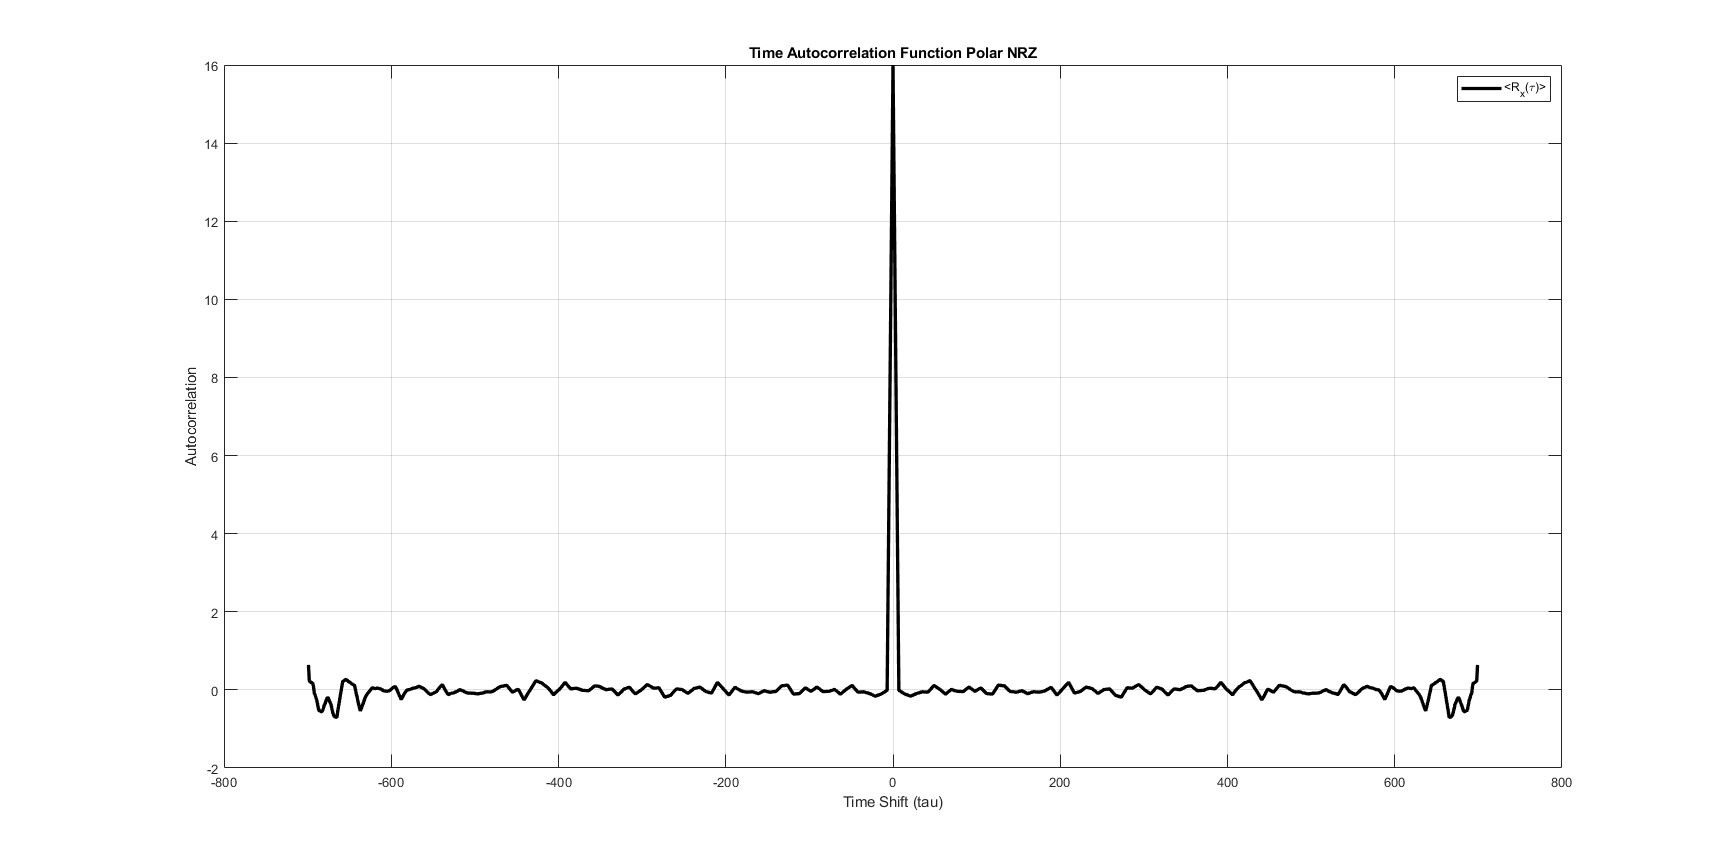 Time Autocorrelation Function Polar NRZ
<R_x(τ)>
16
14
12
10
8
6
4
2
0
-2
Autocorrelation
-800 -600 -400 -200 0 200 400 600 800
Time Shift (tau)